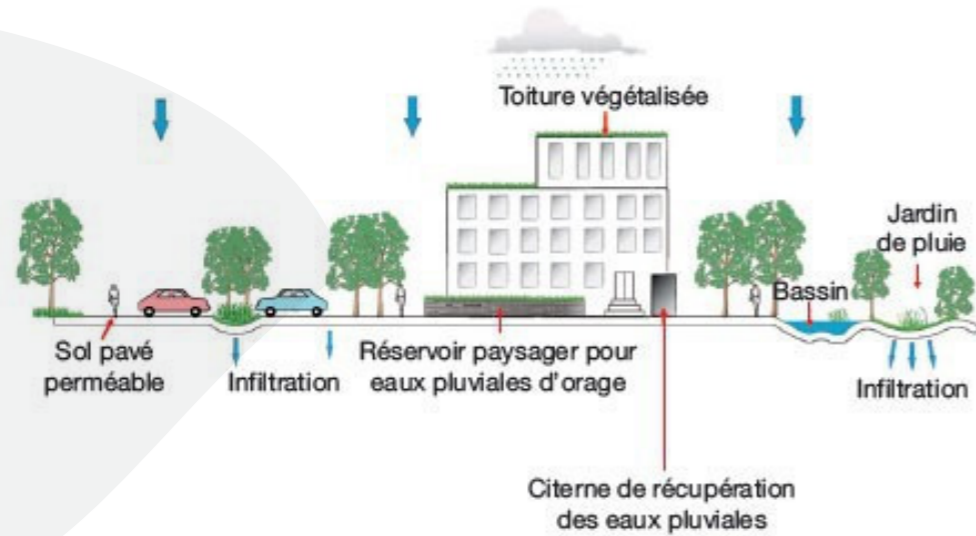 Toiture végétalisée
Jardin
de pluie
Bassin
Sol pavé
perméable
Infiltration
Réservoir paysager pour
eaux pluviales d'orage
Infiltration
Citerne de récupération
des eaux pluviales